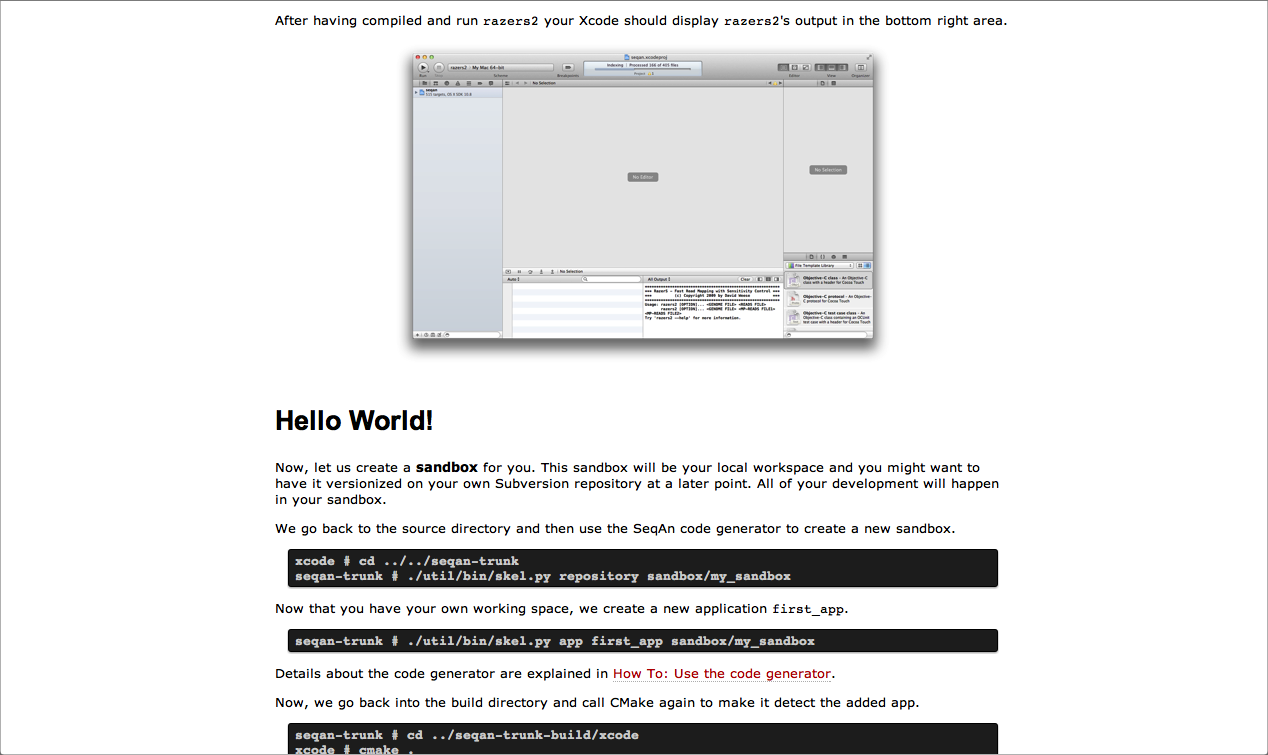 After having compiled and run razers2 your Xcode should display razers2's output in the bottom right area.
seqan.xcodeproj
razers2 My Mac 64-bit
Indexing | Processed 166 of 405 files
Project
Run
Scheme
Breakpoints
Editor
View
Organizer
No Selection
seqan
515 targets, OS X SDK 10.8
No Editor
No Selection
No Selection
Auto
All Output
Clear
File Template Library
*** RazerS - Fast Read Mapping with Sensitivity Control ***
*** (c) Copyright 2009 by David Weese ***
Usage: razers2 [OPTION]... <GENOME FILE> <READS FILE>
razers2 [OPTION]... <GENOME FILE> <MP-READS FILE1>
<MP-READS FILE2>
Try 'razers2 --help' for more information.
Objective-C class - An Objective-C
class with a header for Cocoa Touch
Objective-C protocol - An Objective-
C protocol for Cocoa Touch
Objective-C test case class - An
Objective-C class containing an OCUnit
test case with a header for Cocoa Touch
Hello World!
Now, let us create a sandbox for you. This sandbox will be your local workspace and you might want to
have it versionized on your own Subversion repository at a later point. All of your development will happen
in your sandbox.
We go back to the source directory and then use the SeqAn code generator to create a new sandbox.
xcode # cd ../../seqan-trunk
seqan-trunk # ./util/bin/skel.py repository sandbox/my_sandbox
Now that you have your own working space, we create a new application first_app.
seqan-trunk # ./util/bin/skel.py app first_app sandbox/my_sandbox
Details about the code generator are explained in How To: Use the code generator.
Now, we go back into the build directory and call CMake again to make it detect the added app.
seqan-trunk # cd ../seqan-trunk-build/xcode
xcode # cmake .